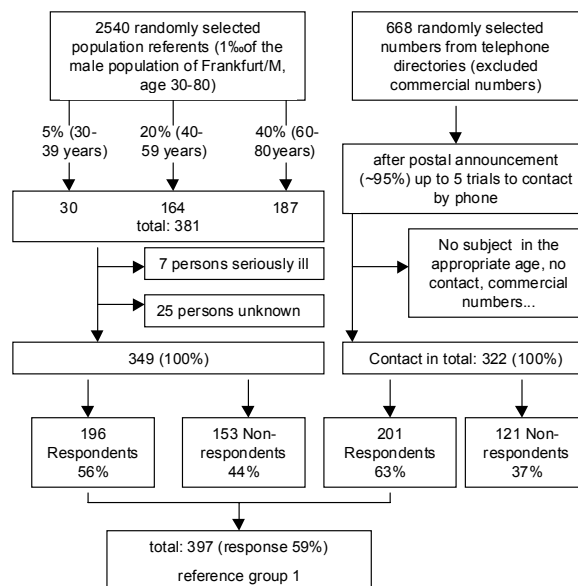 2540 randomly selected
population referents (1‰of the
male population of Frankfurt/M,
age 30-80)
668 randomly selected
numbers from telephone
directories (excluded
commercial numbers)
5% (30-
39 years)
20% (40-
59 years)
40% (60-
80years)
after postal announcement
(~95%) up to 5 trials to contact
by phone
30 164 187
total: 381
7 persons seriously ill
25 persons unknown
No subject in the
appropriate age, no
contact, commercial
numbers...
349 (100%)
Contact in total: 322 (100%)
196
Respondents
56%
153 Non-
respondents
44%
201
Respondents
63%
121 Non-
respondents
37%
total: 397 (response 59%)
reference group 1